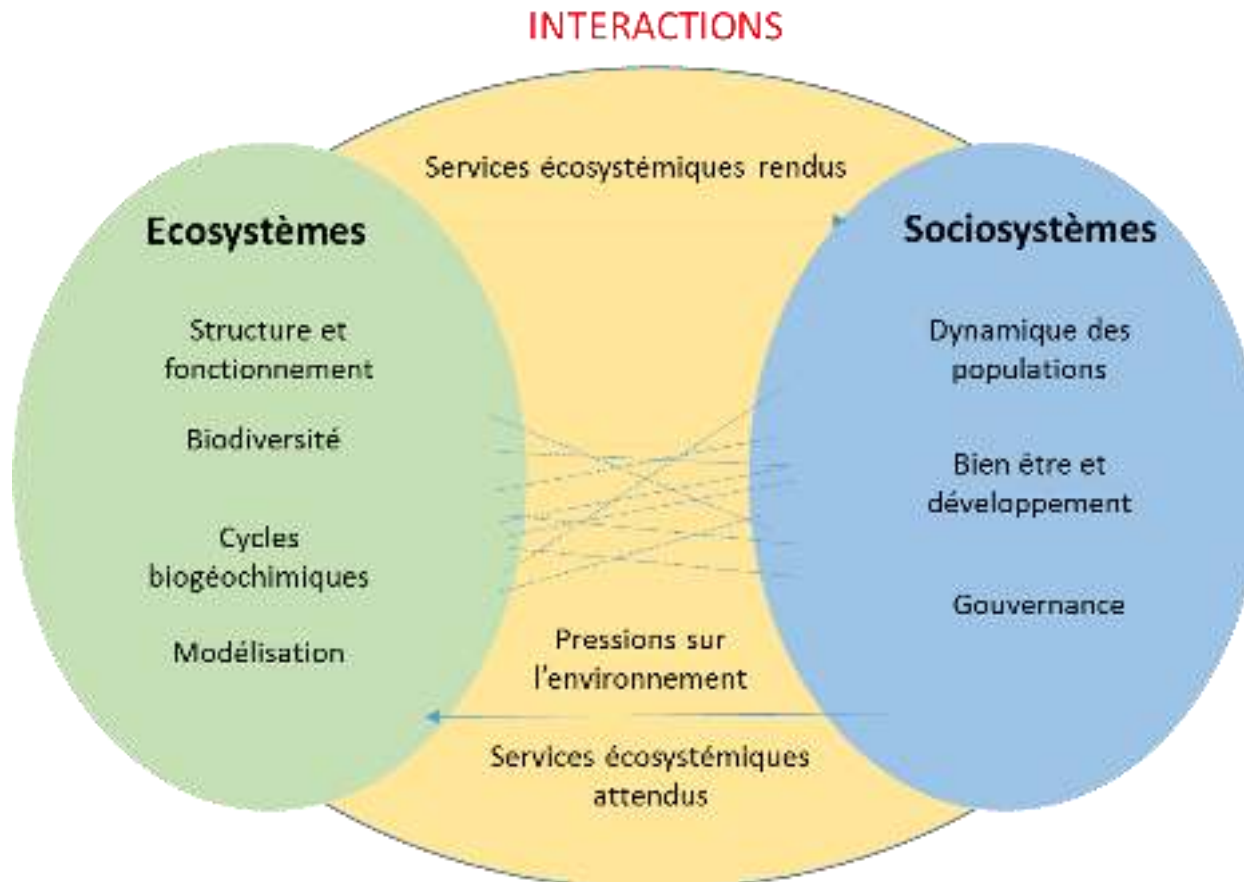 INTERACTIONS
Services écosystémiques rendus
Ecosystèmes
Structure et
fonctionnement
Biodiversité
Cycles
biogéochimiques
Modélisation
Sociosystèmes
Dynamique des
populations
Bien être et
développement
Gouvernance
Pressions sur
l'environnement
Services écosystémiques
attendus